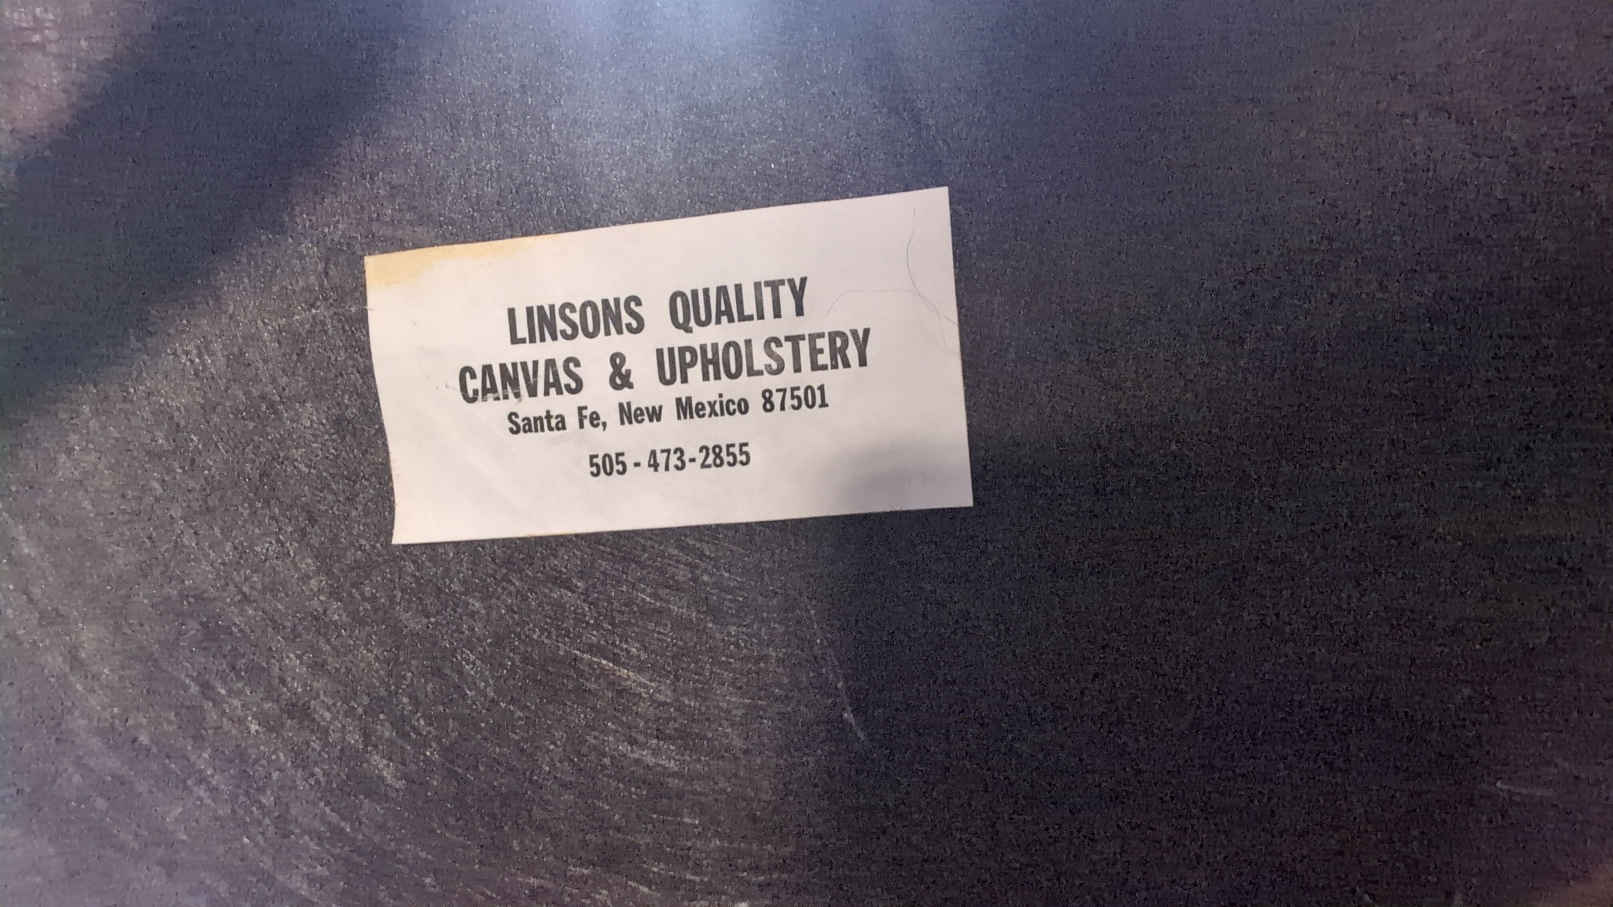 LINSONS QUALITY
CANVAS & UPHOLSTERY
Santa Fe, New Mexico 87501
505-473-2855